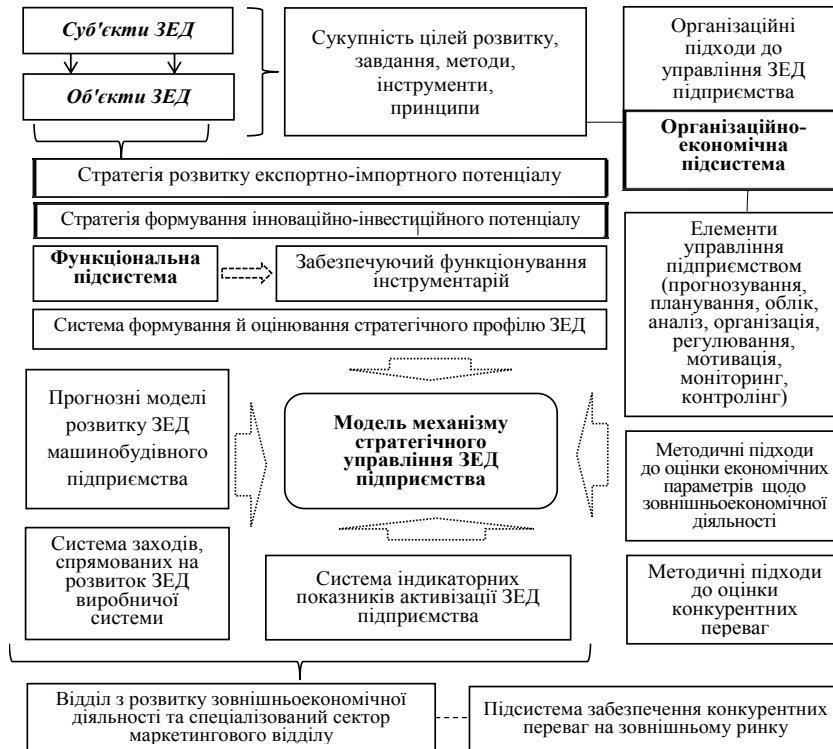 Суб'єкти ЗЕД
Об'єкти ЗЕД
Сукупність цілей розвитку,
завдання, методи,
інструменти,
принципи
Організаційні
підходи до
управління ЗЕД
підприємства
Організаційно-
економічна
підсистема
Стратегія розвитку експортно-імпортного потенціалу
Стратегія формування інноваційно-інвестиційного потенціалу
Функціональна
підсистема
Забезпечуючий функціонування
інструментарій
Система формування й оцінювання стратегічного профілю ЗЕД
Елементи
управління
підприємством
(прогнозування,
планування, облік,
аналіз, організація,
регулювання,
мотивація,
моніторинг,
контролінг)
Прогнозні моделі
розвитку ЗЕД
машинобудівного
підприємства
Модель механізму
стратегічного
управління ЗЕД
підприємства
Методичні підходи
до оцінки економічних
параметрів щодо
зовнішньоекономічної
діяльності
Система заходів,
спрямованих на
розвиток ЗЕД
виробничої
системи
Система індикаторних
показників активізації ЗЕД
підприємства
Методичні підходи
до оцінки
конкурентних
переваг
Відділ з розвитку зовнішньоекономічної
діяльності та спеціалізований сектор
маркетингового відділу
Підсистема забезпечення конкурентних
переваг на зовнішньому ринку